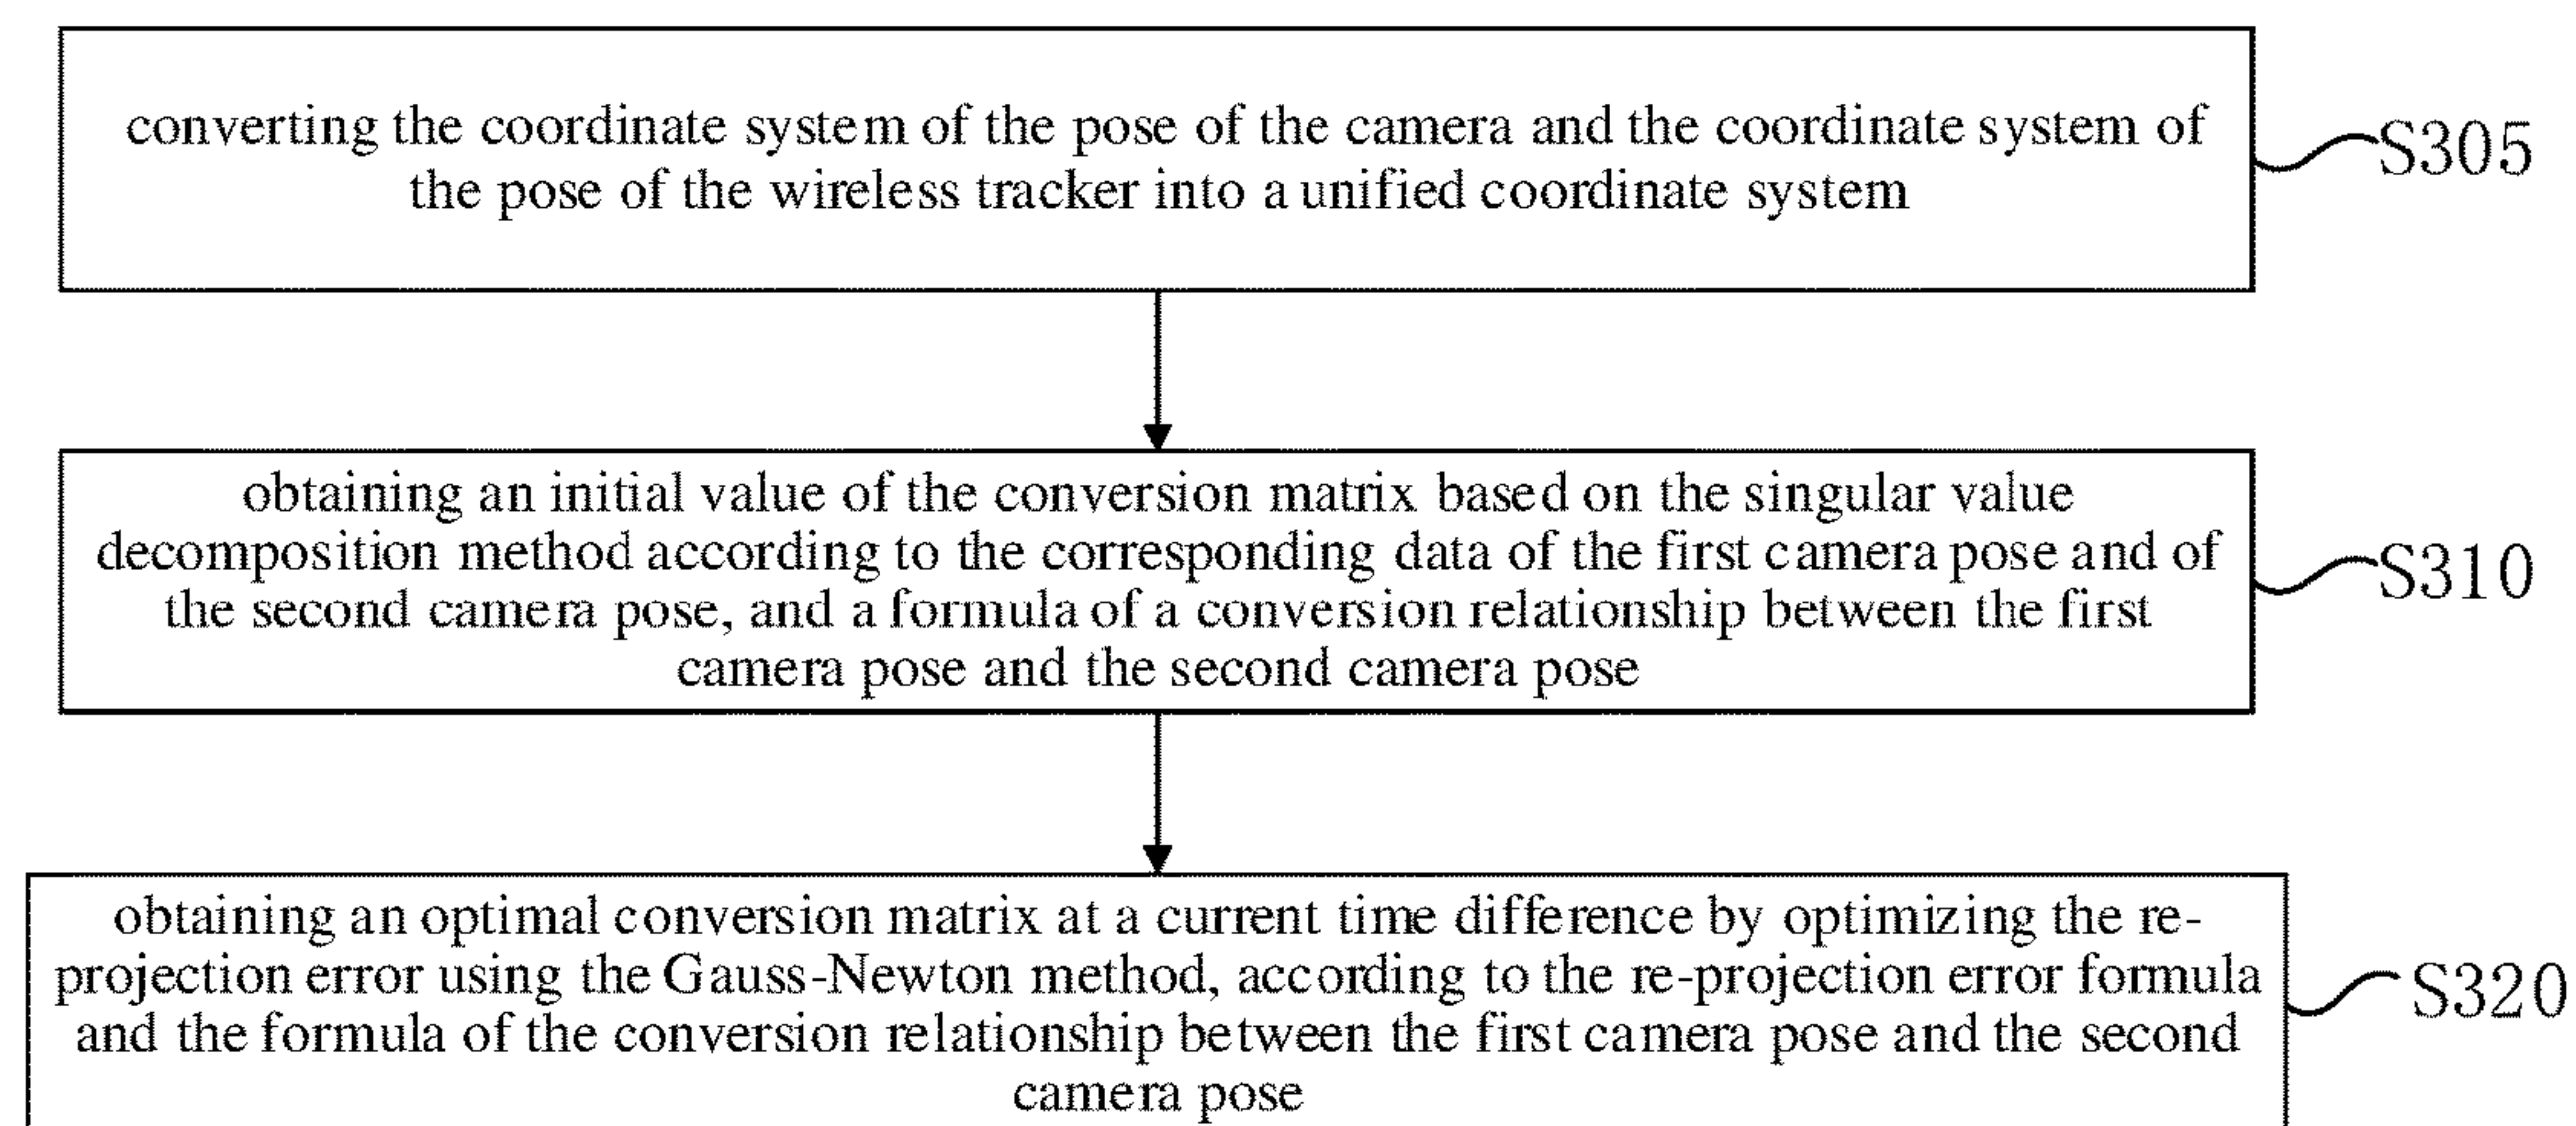 converting the coordinate system of the pose of the camera and the coordinate system of
the pose of the wireless tracker into a unified coordinate system
S305
obtaining an initial value of the conversion matrix based on the singular value
decomposition method according to the corresponding data of the first camera pose and of
the second camera pose, and a formula of a conversion relationship between the first
camera pose and the second camera pose
S310
obtaining an optimal conversion matrix at a current time difference by optimizing the re-
projection error using the Gauss-Newton method, according to the re-projection error formula
and the formula of the conversion relationship between the first camera pose and the second
camera pose
S320